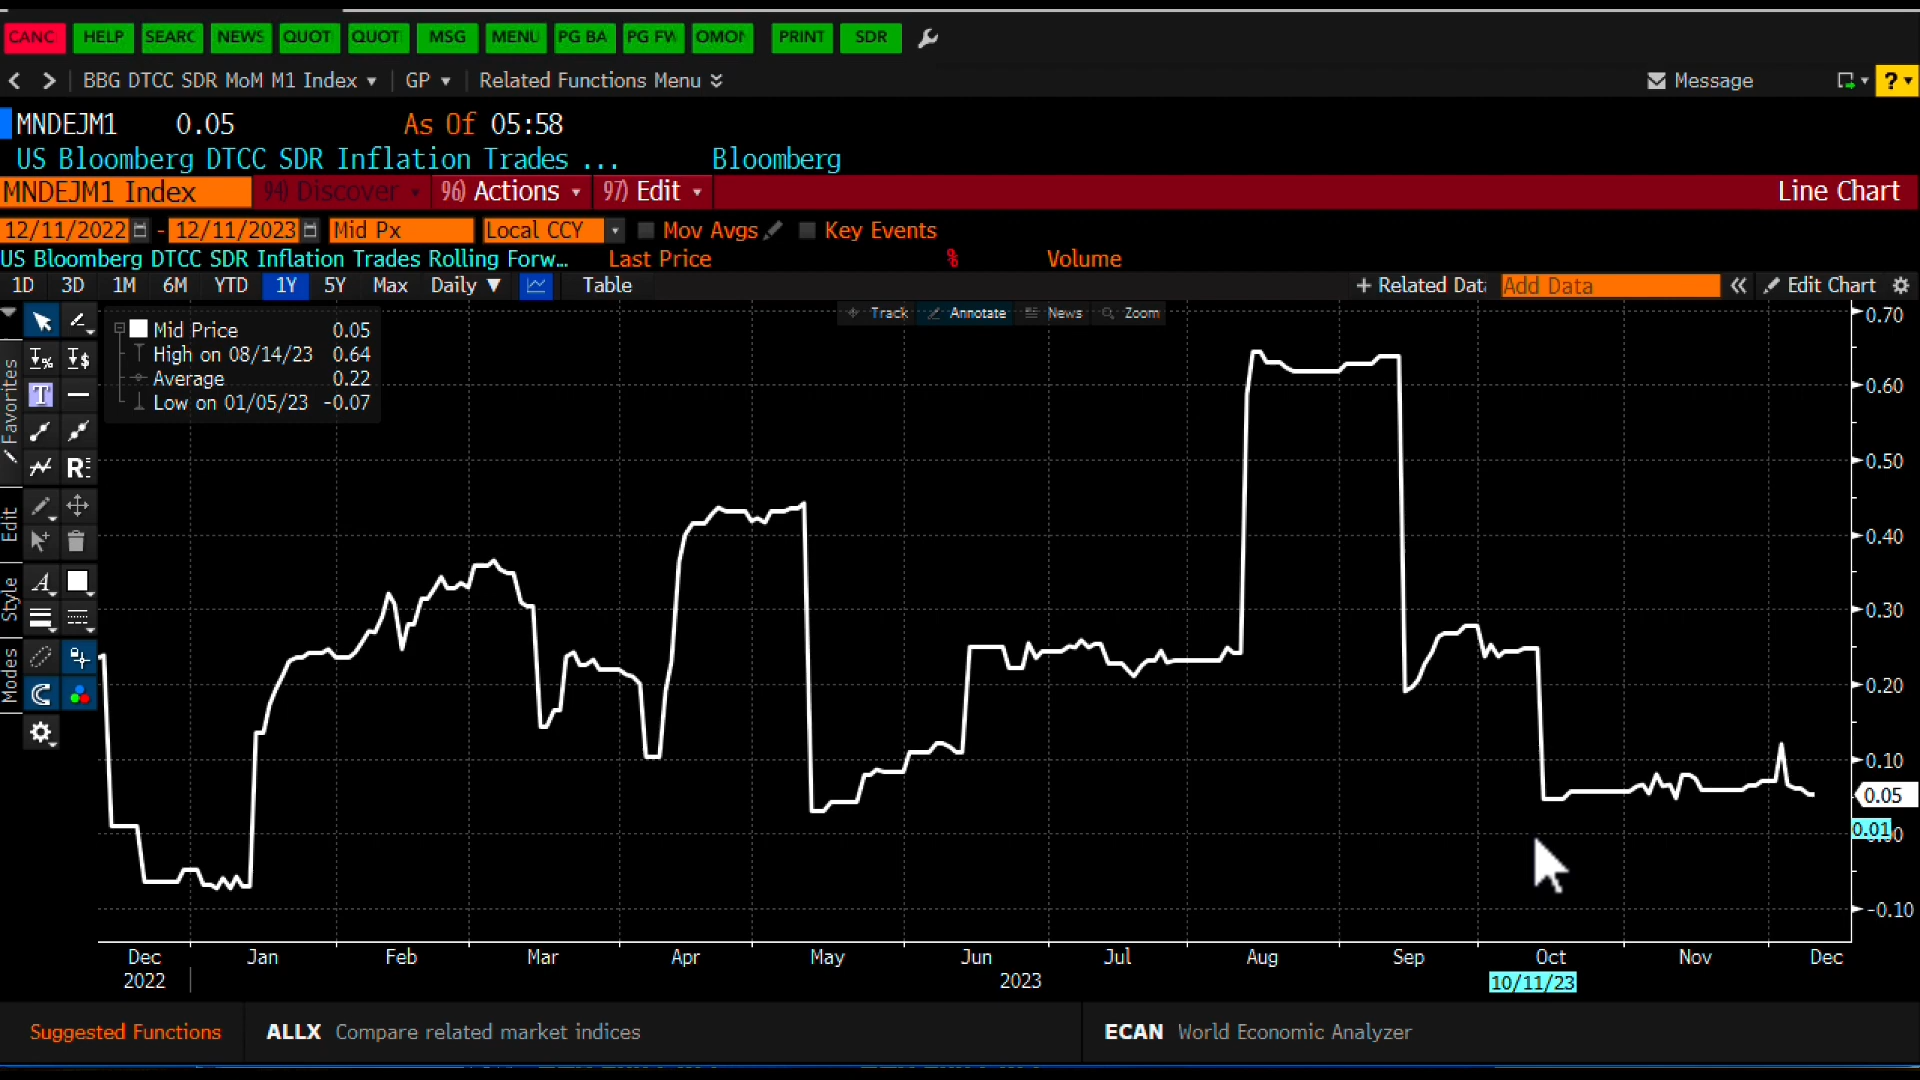 CANC HELP SEARC NEWS QUOT QUOT MSG MENU PG BA PG FW OMON PRINT SDR
BBG DTCC SDR MoM M1 Index GP Related Functions Menu Message ?
MNDEJM1 0.05 As Of 05:58
US Bloomberg DTCC SDR Inflation Trades ... Bloomberg
MNDEJM1 Index 94) Discover 96) Actions 97) Edit Line Chart
12/11/2022 - 12/11/2023 Mid Px Local CCY Mov Avgs Key Events
US Bloomberg DTCC SDR Inflation Trades Rolling Forw... Last Price % Volume
1D 3D 1M 6M YTD 1Y 5Y Max Daily Table + Related Data Add Data Edit Chart
Track Annotate News Zoom
Mid Price 0.05
High on 08/14/23 0.64
Average 0.22
Low on 01/05/23 -0.07
Favorites
Edit
Style
Modes
0.70
0.60
0.50
0.40
0.30
0.20
0.10
0.05
0.01
-0.10
Dec Jan Feb Mar Apr May Jun Jul Aug Sep Oct Nov Dec
2022 2023 10/11/23
Suggested Functions ALLX Compare related market indices ECAN World Economic Analyzer